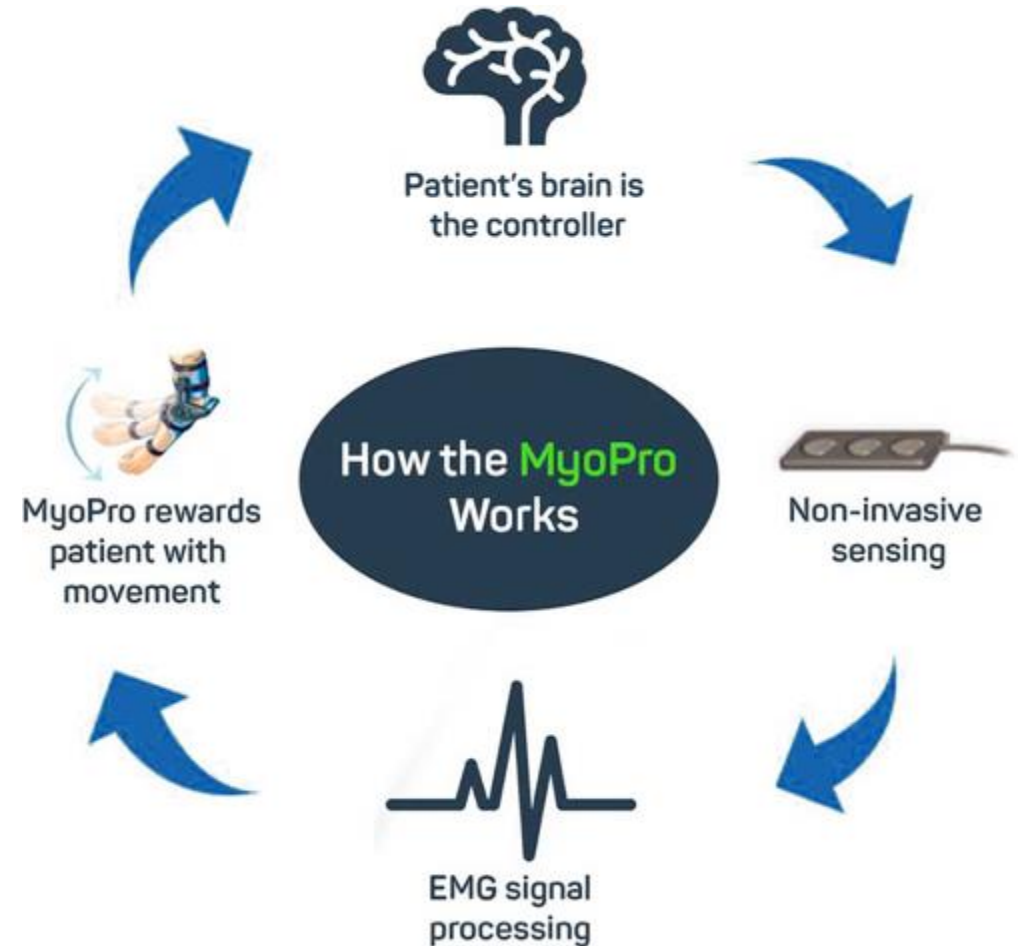 Patient's brain is
the controller
How the MyoPro
Works
Non-invasive
sensing
EMG signal
processing
MyoPro rewards
patient with
movement